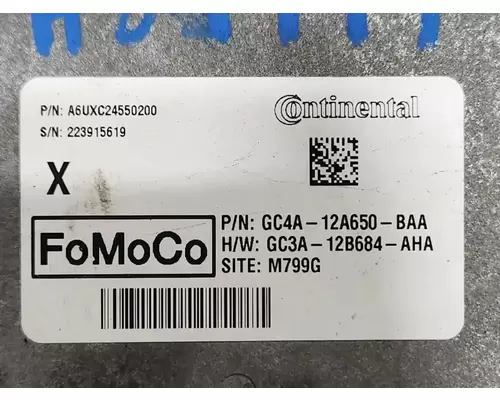 P/N: A6UXC24550200
Continental
S/N: 223915619
X
FoMoCo
P/N: GC4A-12A650-BAA
H/W: GC3A-12B684-AHA
SITE: M799G